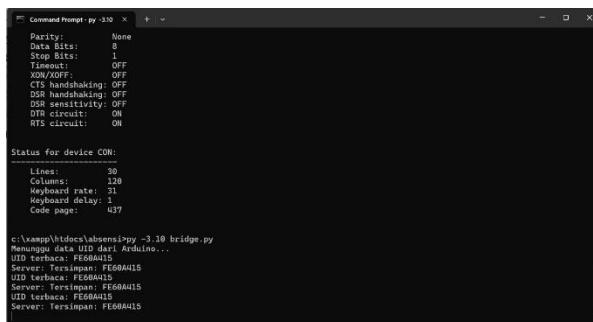 Command Prompt - py -3.10
Parity: None
Data Bits: 8
Stop Bits: 1
Timeout: OFF
XON/XOFF: OFF
CTS handshaking: OFF
DSR handshaking: OFF
DSR sensitivity: OFF
DTR circuit: ON
RTS circuit: ON
Status for device CON:
----------------------
Lines: 30
Columns: 120
Keyboard rate: 31
Keyboard delay: 1
Code page: 437
c:\xampp\htdocs\absensi>py -3.10 bridge.py
Menunggu data UID dari Arduino...
UID terbaca: FE60A415
Server: Tersimpan: FE60A415
UID terbaca: FE60A415
Server: Tersimpan: FE60A415
UID terbaca: FE60A415
Server: Tersimpan: FE60A415